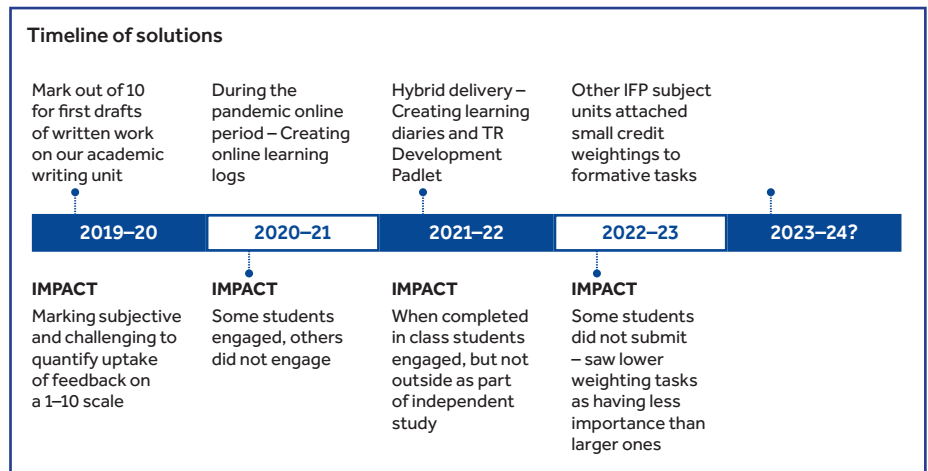 Timeline of solutions
Mark out of 10
for first drafts
of written work
on our academic
writing unit
During the
pandemic online
period – Creating
online learning
logs
Hybrid delivery –
Creating learning
diaries and TR
Development
Padlet
Other IFP subject
units attached
small credit
weightings to
formative tasks
2019–20
2020–21
2021–22
2022–23
2023–24?
IMPACT
Marking subjective
and challenging to
quantify uptake
of feedback on
a 1–10 scale
IMPACT
Some students
engaged, others
did not engage
IMPACT
When completed
in class students
engaged, but not
outside as part
of independent
study
IMPACT
Some students
did not submit
– saw lower
weighting tasks
as having less
importance than
larger ones